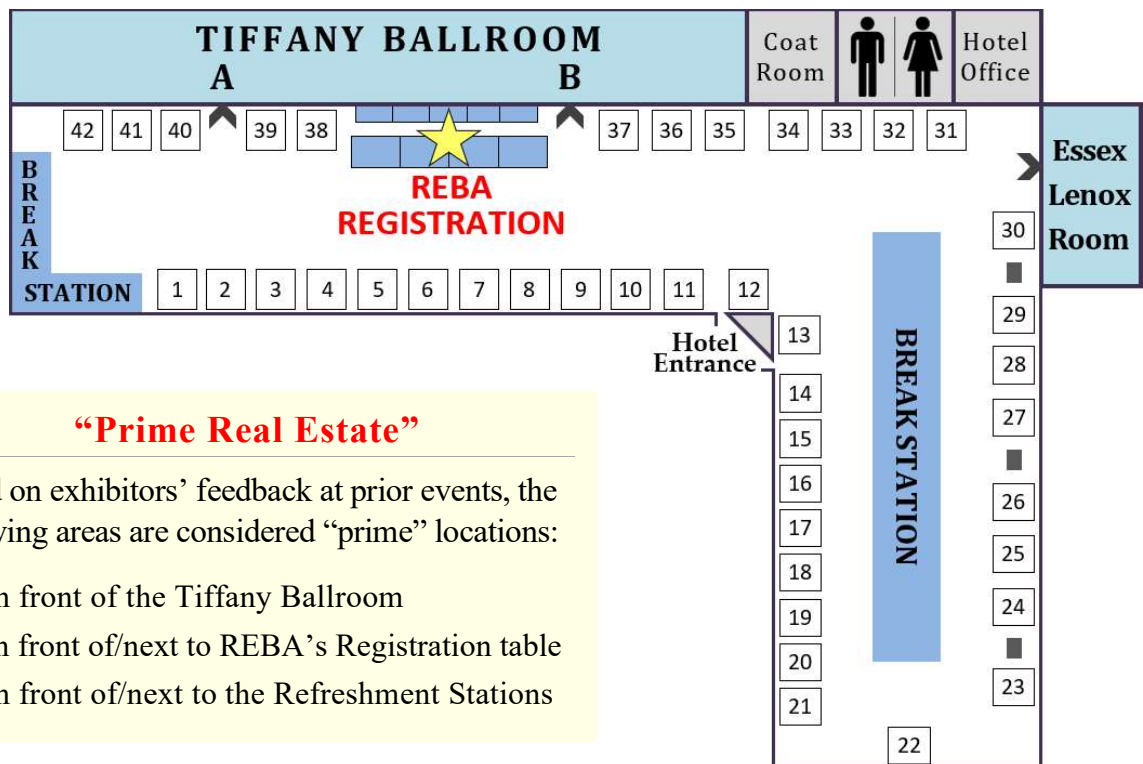 TIFFANY BALLROOM
A B
Coat
Room
Hotel
Office
42 41 40 39 38 37 36 35 34 33 32 31
Essex
Lenox
Room
BREAK
STATION
REBA
REGISTRATION
1 2 3 4 5 6 7 8 9 10 11 12
Hotel
Entrance
13
14
15
16
17
18
19
20
21
22
BREAK STATION
30
29
28
27
26
25
24
23
“Prime Real Estate”
on exhibitors’ feedback at prior events, the
areas are considered “prime” locations:
front of the Tiffany Ballroom
front of/next to REBA’s Registration table
front of/next to the Refreshment Stations